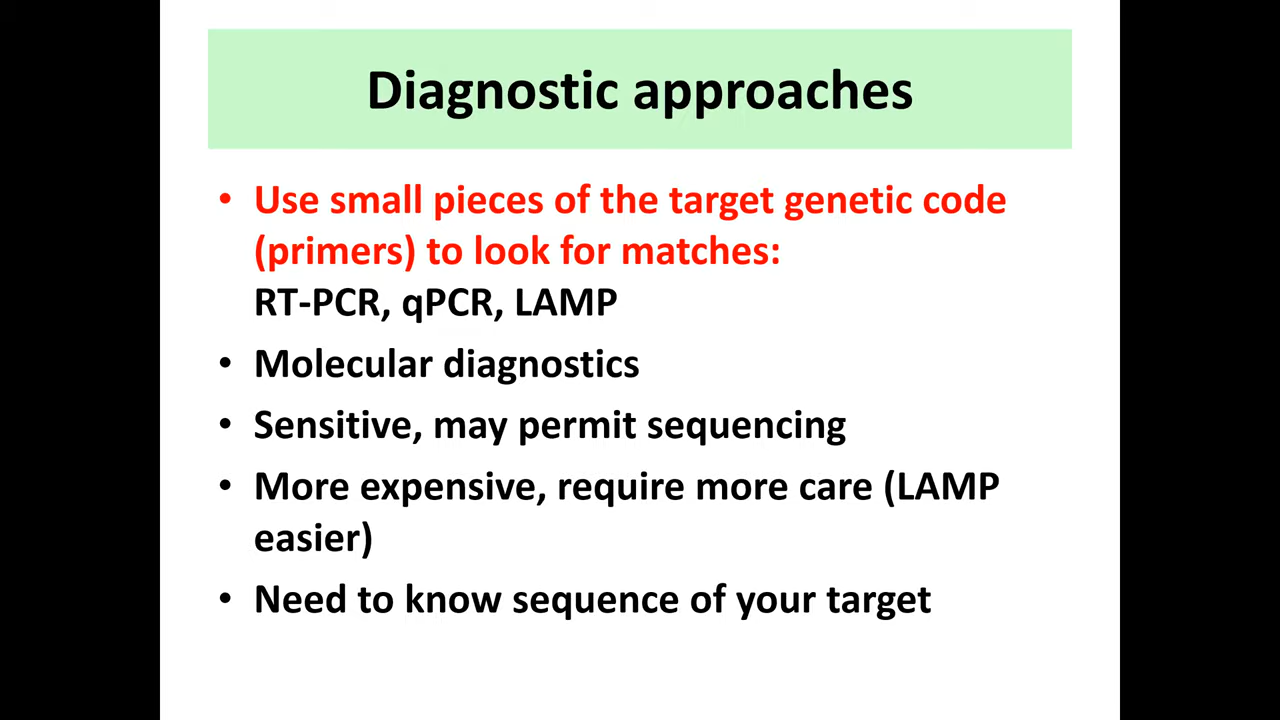 Diagnostic approaches
• Use small pieces of the target genetic code
(primers) to look for matches:
RT-PCR, qPCR, LAMP
• Molecular diagnostics
• Sensitive, may permit sequencing
• More expensive, require more care (LAMP
easier)
• Need to know sequence of your target